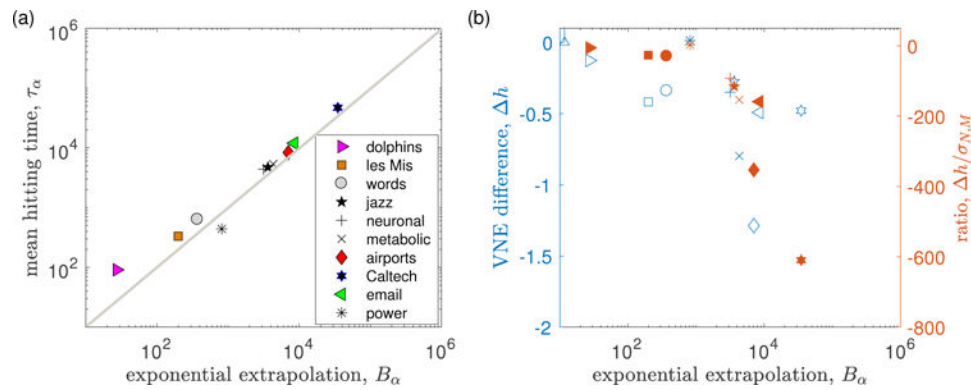 (a)
10^6
10^4
10^2
mean hitting time, τ_α
dolphins
les Mis
words
jazz
neuronal
metabolic
airports
Caltech
email
power
10^2 10^4 10^6
exponential extrapolation, B_α
(b)
0
-0.5
-1
-1.5
-2
VNE difference, Δh
0
-200
-400
-600
-800
ratio, Δh/σ_{N,M}
10^2 10^4 10^6
exponential extrapolation, B_α